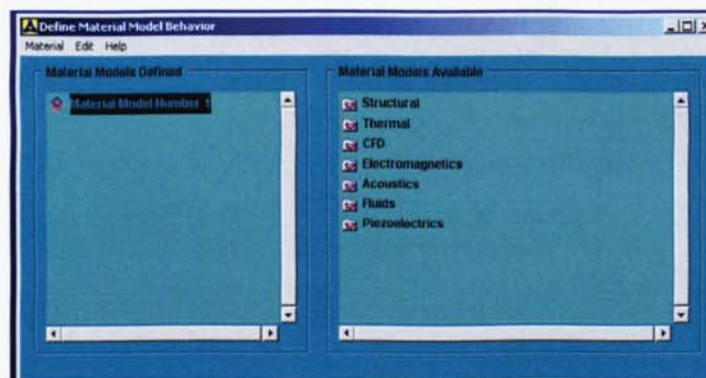 Define Material Model Behavior
Material Edit Help
Material Models Defined
Material Model Number 1
Material Models Available
Structural
Thermal
CFD
Electromagnetics
Acoustics
Fluids
Piezoelectrics